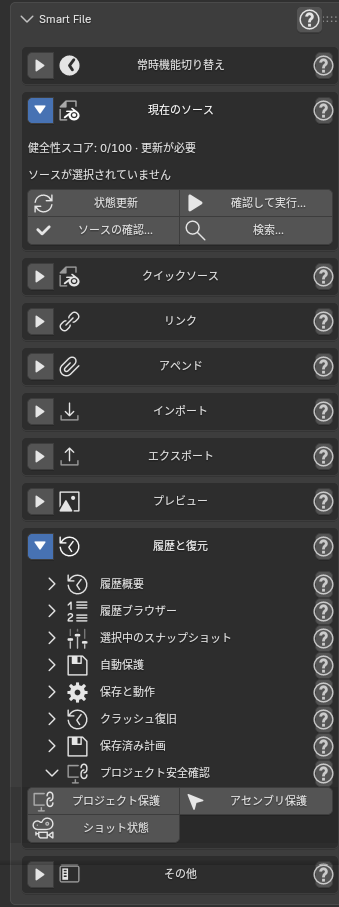 Smart File
常時機能切り替え
現在のソース
健全性スコア: 0/100 · 更新が必要
ソースが選択されていません
状態更新
確認して実行...
ソースの確認...
検索...
クイックソース
リンク
アペンド
インポート
エクスポート
プレビュー
履歴と復元
履歴概要
履歴ブラウザー
選択中のスナップショット
自動保護
保存と動作
クラッシュ復旧
保存済み計画
プロジェクト安全確認
プロジェクト保護
アセンブリ保護
ショット状態
その他